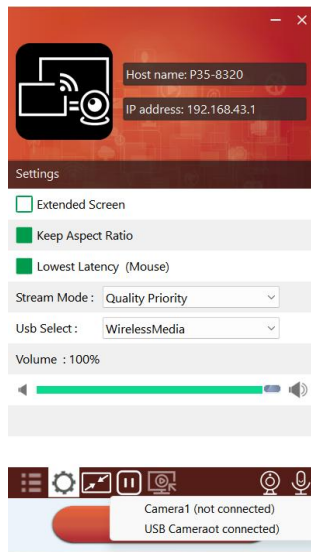 Host name: P35-8320
IP address: 192.168.43.1
Settings
Extended Screen
Keep Aspect Ratio
Lowest Latency (Mouse)
Stream Mode : Quality Priority
Usb Select : WirelessMedia
Volume : 100%
Camera1 (not connected)
USB Cameraot connected)